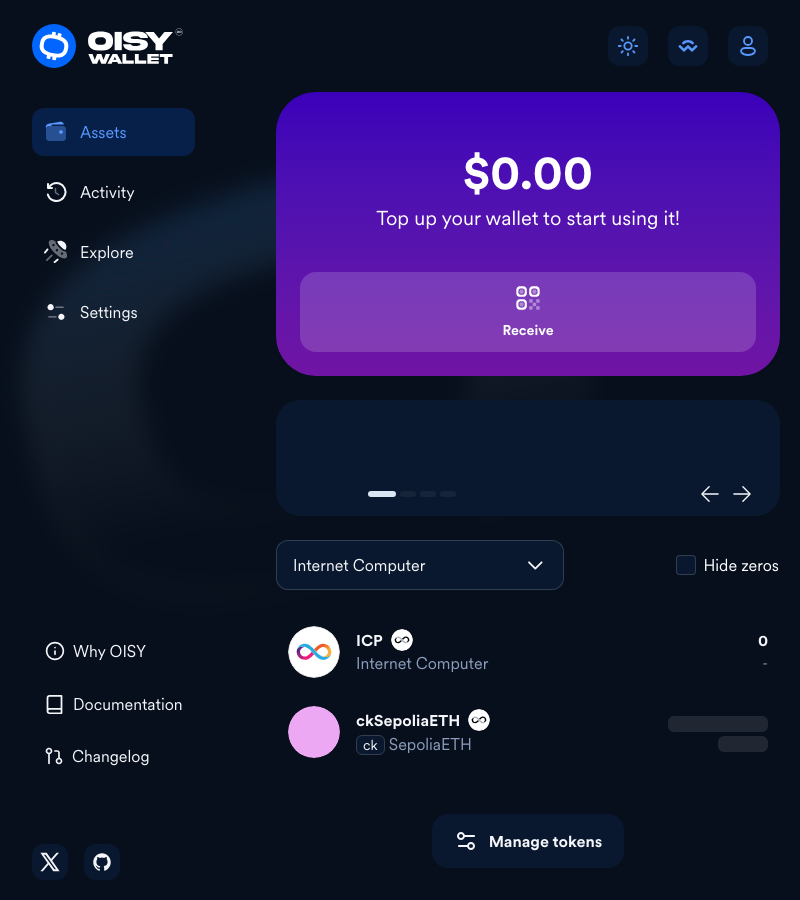 OISY
WALLET
Assets
Activity
Explore
Settings
$0.00
Top up your wallet to start using it!
Receive
Internet Computer
Hide zeros
ICP
0
Internet Computer
-
ckSepoliaETH
ck SepoliaETH
Why OISY
Documentation
Changelog
Manage tokens